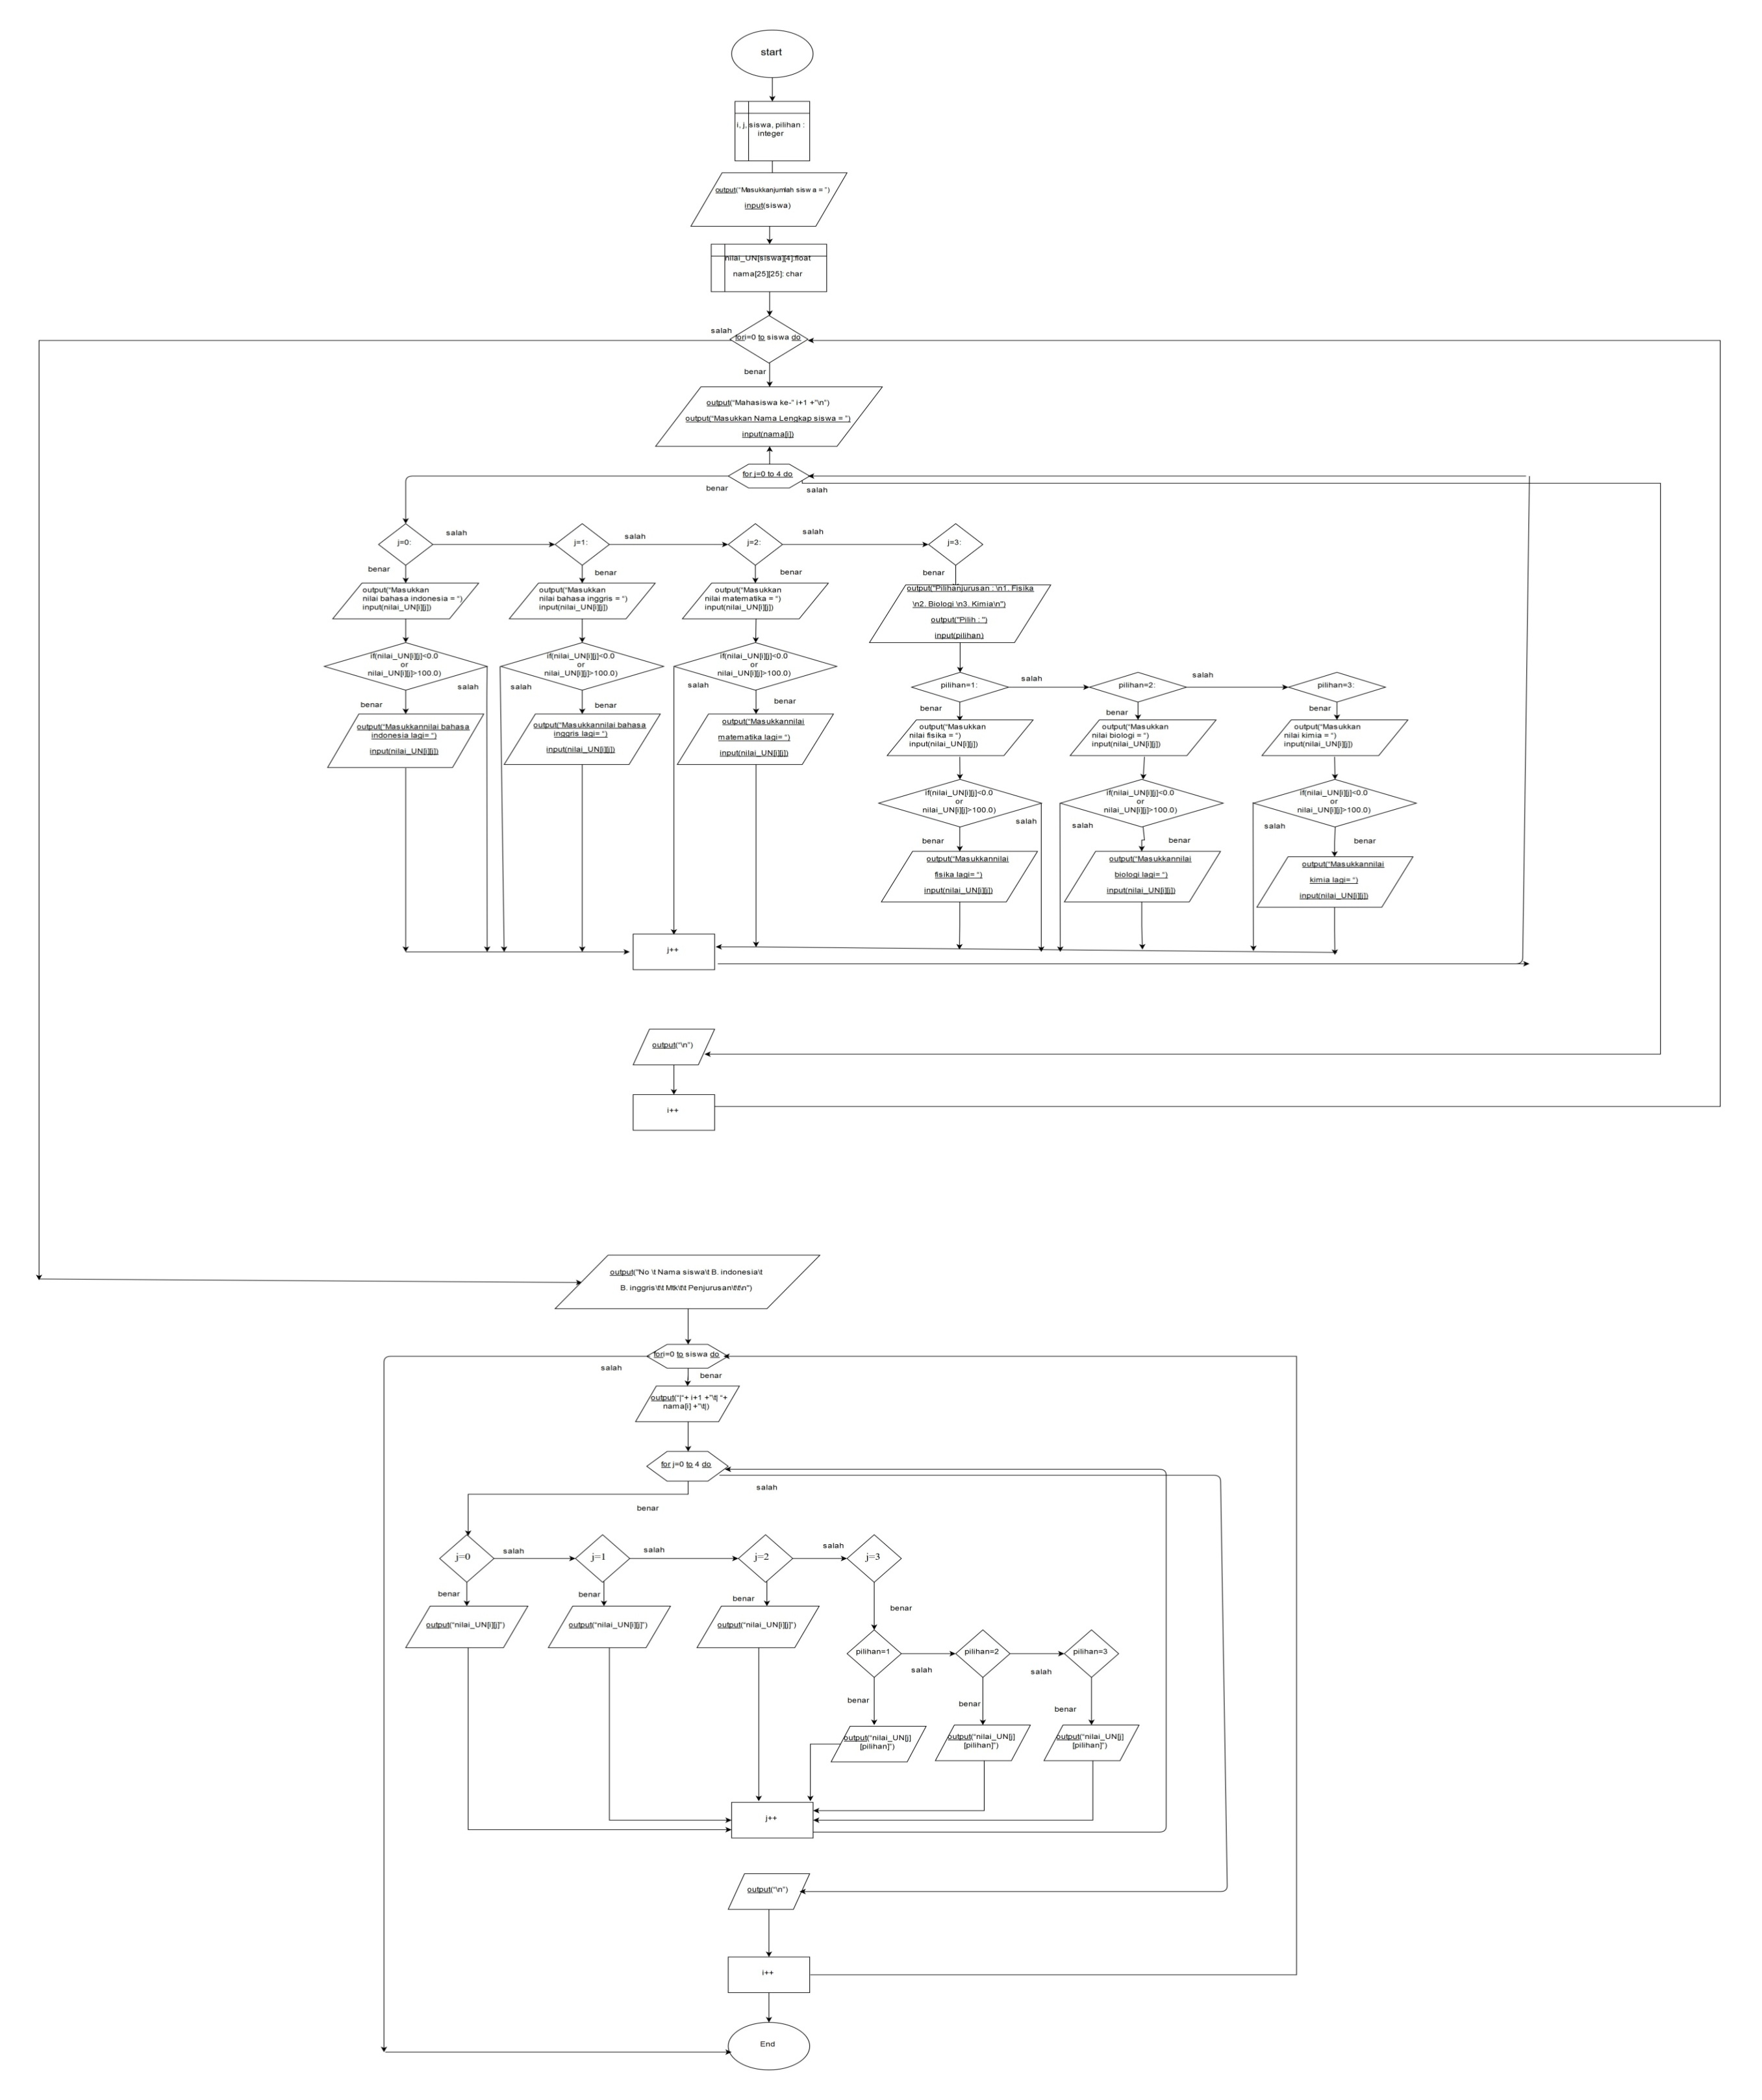 start
i, j, siswa, pilihan :
integer
output("Masukkanjumlah sisw a = ")
input(siswa)
nilai_UN[siswa][4]:float
nama[25][25]: char
salah
fori=0 to siswa do
benar
output("Mahasiswa ke-" i+1 +"\n")
output("Masukkan Nama Lengkap siswa = ")
input(nama[i])
for j=0 to 4 do
benar
salah
j=0:
salah
j=1:
salah
j=2:
salah
j=3:
benar
benar
benar
benar
output("Masukkan
nilai bahasa indonesia = ")
input(nilai_UN[i][j])
output("Masukkan
nilai bahasa inggris = ")
input(nilai_UN[i][j])
output("Masukkan
nilai matematika = ")
input(nilai_UN[i][j])
output("Pilihanjurusan : \n1. Fisika
\n2. Biologi \n3. Kimia\n")
output("Pilih : ")
input(pilihan)
if(nilai_UN[i][j]<0.0
or
nilai_UN[i][j]>100.0)
salah
if(nilai_UN[i][j]<0.0
or
nilai_UN[i][j]>100.0)
salah
if(nilai_UN[i][j]<0.0
or
nilai_UN[i][j]>100.0)
salah
pilihan=1:
salah
pilihan=2:
salah
pilihan=3:
benar
benar
benar
benar
benar
benar
output("Masukkannilai bahasa
indonesia lagi= ")
input(nilai_UN[i][j])
output("Masukkannilai bahasa
inggris lagi= ")
input(nilai_UN[i][j])
output("Masukkannilai
matematika lagi= ")
input(nilai_UN[i][j])
output("Masukkan
nilai fisika = ")
input(nilai_UN[i][j])
output("Masukkan
nilai biologi = ")
input(nilai_UN[i][j])
output("Masukkan
nilai kimia = ")
input(nilai_UN[i][j])
if(nilai_UN[i][j]<0.0
or
nilai_UN[i][j]>100.0)
salah
if(nilai_UN[i][j]<0.0
or
nilai_UN[i][j]>100.0)
salah
if(nilai_UN[i][j]<0.0
or
nilai_UN[i][j]>100.0)
salah
benar
benar
benar
output("Masukkannilai
fisika lagi= ")
input(nilai_UN[i][j])
output("Masukkannilai
biologi lagi= ")
input(nilai_UN[i][j])
output("Masukkannilai
kimia lagi= ")
input(nilai_UN[i][j])
j++
output("\n")
i++
output("No \t Nama siswa\t B. indonesia\t
B. inggris\t\t Mtk\t\t Penjurusan\t\t\n")
fori=0 to siswa do
salah
benar
output("|"+ i+1 +"\t| "+
nama[i] +"\t|)
for j=0 to 4 do
salah
benar
j=0
salah
j=1
salah
j=2
salah
j=3
benar
benar
benar
benar
output("nilai_UN[i][j]")
output("nilai_UN[i][j]")
output("nilai_UN[i][j]")
pilihan=1
salah
pilihan=2
salah
pilihan=3
benar
benar
benar
output("nilai_UN[j]
[pilihan]")
output("nilai_UN[j]
[pilihan]")
output("nilai_UN[j]
[pilihan]")
j++
output("\n")
i++
End